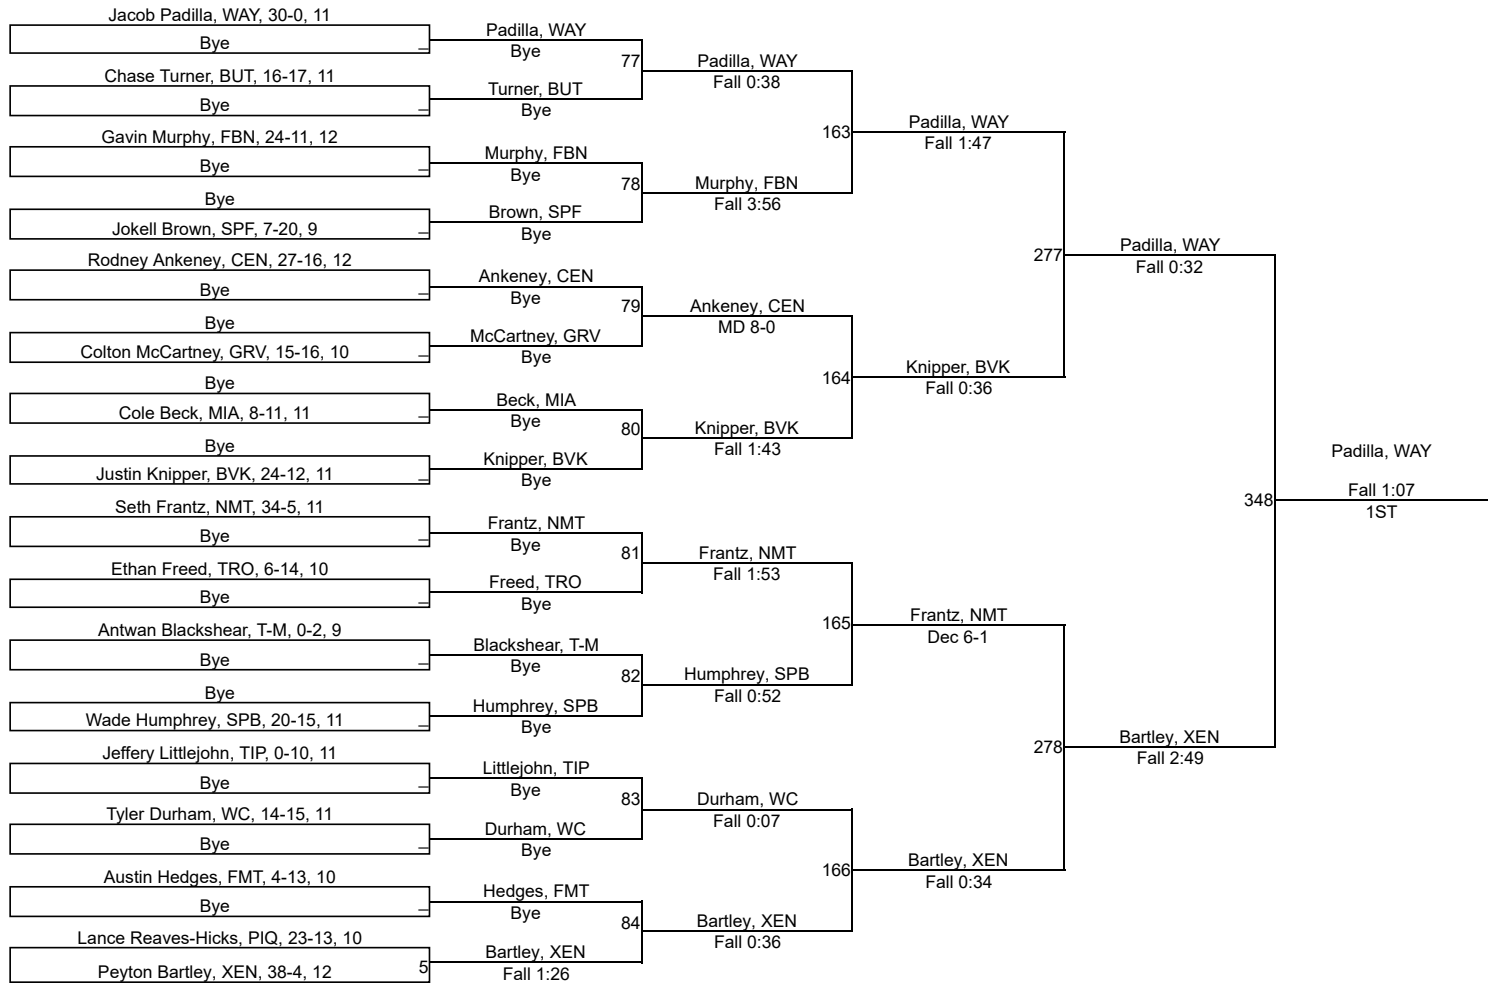 Jacob Padilla, WAY, 30-0, 11
Bye
_
Chase Turner, BUT, 16-17, 11
Bye
_
Gavin Murphy, FBN, 24-11, 12
Bye
_
Bye
Jokell Brown, SPF, 7-20, 9
_
Rodney Ankeney, CEN, 27-16, 12
Bye
_
Bye
Colton McCartney, GRV, 15-16, 10
_
Bye
Cole Beck, MIA, 8-11, 11
_
Bye
Justin Knipper, BVK, 24-12, 11
_
Seth Frantz, NMT, 34-5, 11
Bye
_
Ethan Freed, TRO, 6-14, 10
Bye
_
Antwan Blackshear, T-M, 0-2, 9
Bye
_
Bye
Wade Humphrey, SPB, 20-15, 11
_
Jeffery Littlejohn, TIP, 0-10, 11
Bye
_
Tyler Durham, WC, 14-15, 11
Bye
_
Austin Hedges, FMT, 4-13, 10
Bye
_
Lance Reaves-Hicks, PIQ, 23-13, 10
Peyton Bartley, XEN, 38-4, 12
5
Padilla, WAY
Bye
77
Turner, BUT
Bye
Murphy, FBN
Bye
78
Brown, SPF
Bye
Ankeney, CEN
Bye
79
McCartney, GRV
Bye
Beck, MIA
Bye
80
Knipper, BVK
Bye
Frantz, NMT
Bye
81
Freed, TRO
Bye
Blackshear, T-M
Bye
82
Humphrey, SPB
Bye
Littlejohn, TIP
Bye
83
Durham, WC
Bye
Hedges, FMT
Bye
84
Bartley, XEN
Fall 1:26
Padilla, WAY
Fall 0:38
163
Murphy, FBN
Fall 3:56
Ankeney, CEN
MD 8-0
164
Knipper, BVK
Fall 1:43
Frantz, NMT
Fall 1:53
165
Humphrey, SPB
Fall 0:52
Durham, WC
Fall 0:07
166
Bartley, XEN
Fall 0:36
Padilla, WAY
Fall 1:47
277
Knipper, BVK
Fall 0:36
Frantz, NMT
Dec 6-1
278
Bartley, XEN
Fall 0:34
Padilla, WAY
Fall 0:32
348
Bartley, XEN
Fall 2:49
Padilla, WAY
Fall 1:07
1ST